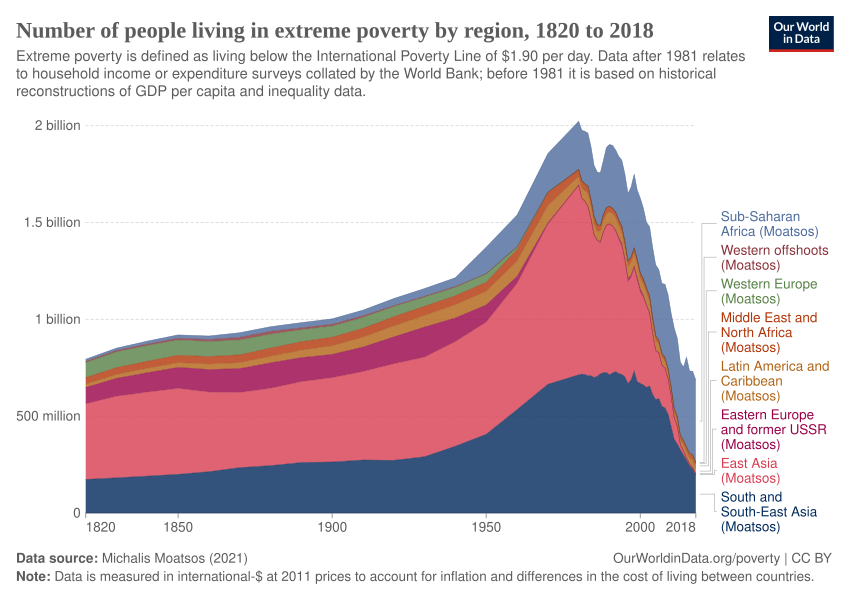 Number of people living in extreme poverty by region, 1820 to 2018
Our World
in Data
Extreme poverty is defined as living below the International Poverty Line of $1.90 per day. Data after 1981 relates
to household income or expenditure surveys collated by the World Bank; before 1981 it is based on historical
reconstructions of GDP per capita and inequality data.
2 billion
1.5 billion
1 billion
500 million
0
1820
1850
1900
1950
2000
2018
Sub-Saharan
Africa (Moatsos)
Western offshoots
(Moatsos)
Western Europe
(Moatsos)
Middle East and
North Africa
(Moatsos)
Latin America and
Caribbean
(Moatsos)
Eastern Europe
and former USSR
(Moatsos)
East Asia
(Moatsos)
South and
South-East Asia
(Moatsos)
Data source: Michalis Moatsos (2021)
OurWorldinData.org/poverty | CC BY
Note: Data is measured in international-$ at 2011 prices to account for inflation and differences in the cost of living between countries.